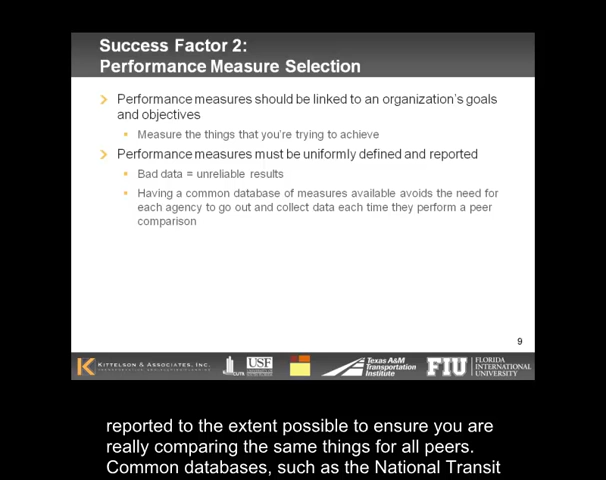 Success Factor 2:
Performance Measure Selection
Performance measures should be linked to an organization's goals
and objectives
Measure the things that you're trying to achieve
Performance measures must be uniformly defined and reported
Bad data = unreliable results
Having a common database of measures available avoids the need for
each agency to go out and collect data each time they perform a peer
comparison
9
KITTELSON & ASSOCIATES, INC.
CUTR
USF
Texas A&M
Transportation
Institute
FIU
FLORIDA
INTERNATIONAL
UNIVERSITY
reported to the extent possible to ensure you are
really comparing the same things for all peers.
Common databases, such as the National Transit